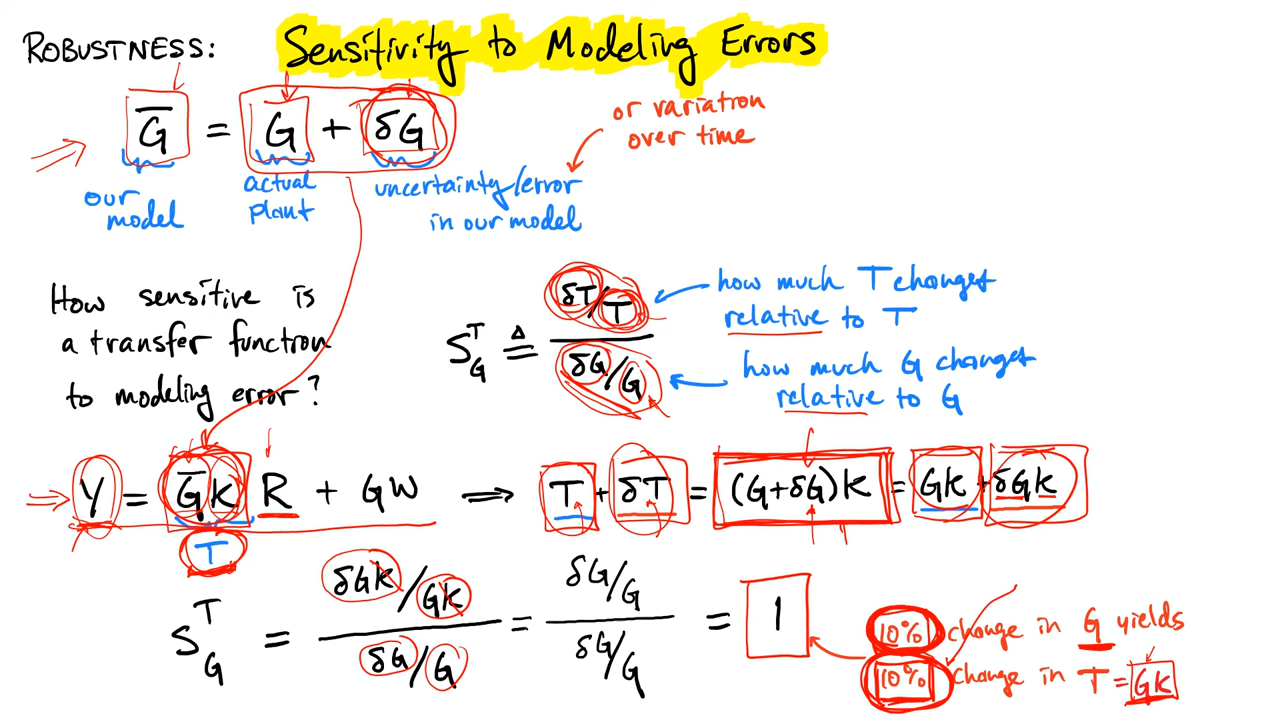 ROBUSTNESS: Sensitivity to Modeling Errors
G̅ = G + δG
or variation
over time
our
model
actual
plant
uncertainty/error
in our model
How sensitive is
a transfer function
to modeling error?
S_G^T ≜ (δT/T) / (δG/G)
how much T changes
relative to T
how much G changes
relative to G
Y = G̅K R + GW ⟹ T + δT = (G+δG)K = GK + δGK
T
S_G^T = (δGK/GK) / (δG/G) = (δG/G) / (δG/G) = 1
10% change in G yields
10% change in T = GK